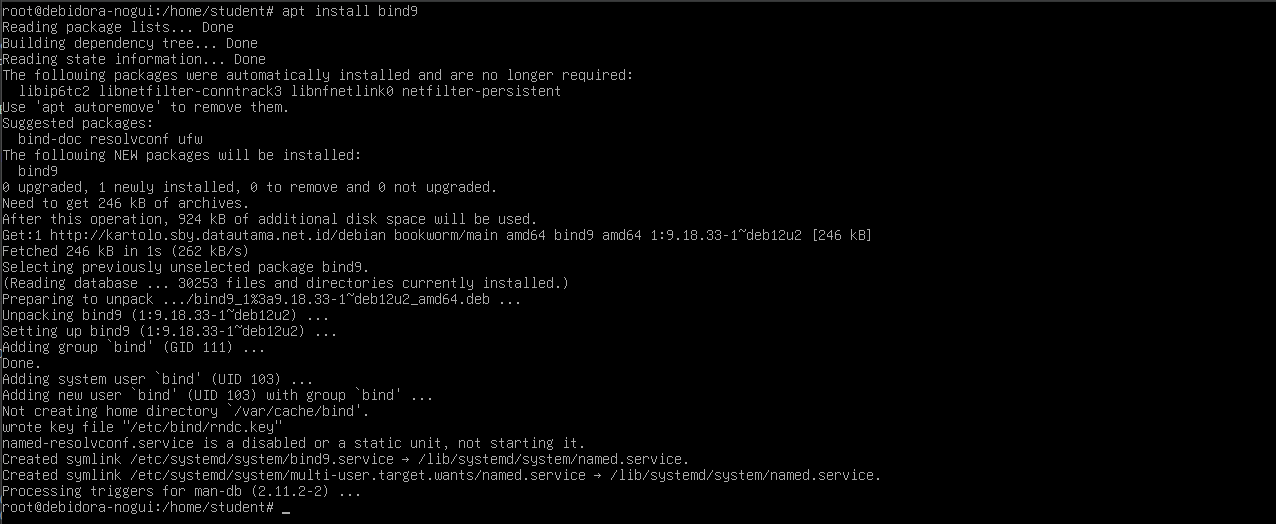 root@debidora-nogui:/home/student# apt install bind9
Reading package lists... Done
Building dependency tree... Done
Reading state information... Done
The following packages were automatically installed and are no longer required:
  libip6tc2 libnetfilter-conntrack3 libnfnetlink0 netfilter-persistent
Use 'apt autoremove' to remove them.
Suggested packages:
  bind-doc resolvconf ufw
The following NEW packages will be installed:
  bind9
0 upgraded, 1 newly installed, 0 to remove and 0 not upgraded.
Need to get 246 kB of archives.
After this operation, 924 kB of additional disk space will be used.
Get:1 http://kartolo.sby.datautama.net.id/debian bookworm/main amd64 bind9 amd64 1:9.18.33-1~deb12u2 [246 kB]
Fetched 246 kB in 1s (262 kB/s)
Selecting previously unselected package bind9.
(Reading database ... 30253 files and directories currently installed.)
Preparing to unpack .../bind9_1%3a9.18.33-1~deb12u2_amd64.deb ...
Unpacking bind9 (1:9.18.33-1~deb12u2) ...
Setting up bind9 (1:9.18.33-1~deb12u2) ...
Adding group `bind' (GID 111) ...
Done.
Adding system user `bind' (UID 103) ...
Adding new user `bind' (UID 103) with group `bind' ...
Not creating home directory `/var/cache/bind'.
wrote key file "/etc/bind/rndc.key"
named-resolvconf.service is a disabled or a static unit, not starting it.
Created symlink /etc/systemd/system/bind9.service → /lib/systemd/system/named.service.
Created symlink /etc/systemd/system/multi-user.target.wants/named.service → /lib/systemd/system/named.service.
Processing triggers for man-db (2.11.2-2) ...
root@debidora-nogui:/home/student# _